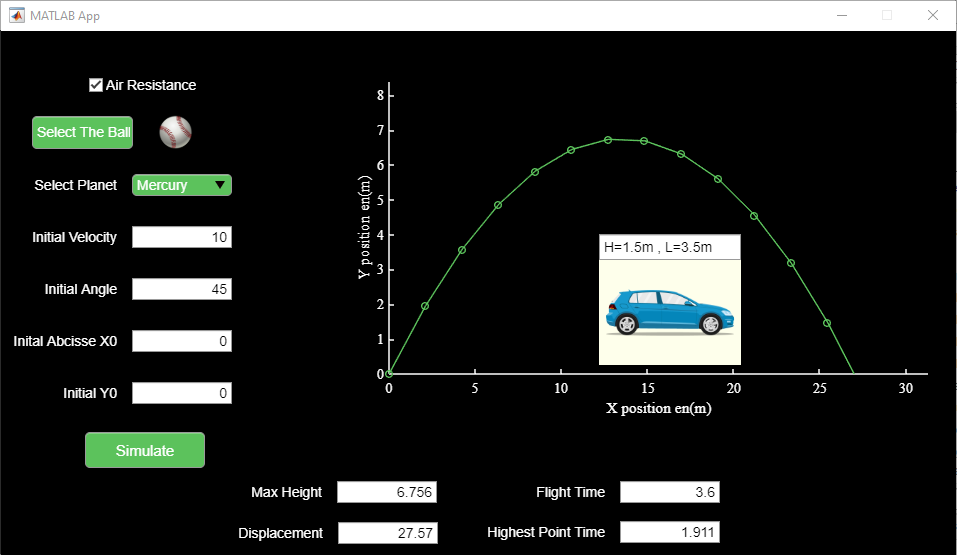 MATLAB App
Air Resistance
Select The Ball
Select Planet Mercury
Initial Velocity 10
Initial Angle 45
Inital Abcisse X0 0
Initial Y0 0
Simulate
8
7
6
5
4
3
2
1
0
Y position en(m)
H=1.5m , L=3.5m
0 5 10 15 20 25 30
X position en(m)
Max Height 6.756 Flight Time 3.6
Displacement 27.57 Highest Point Time 1.911